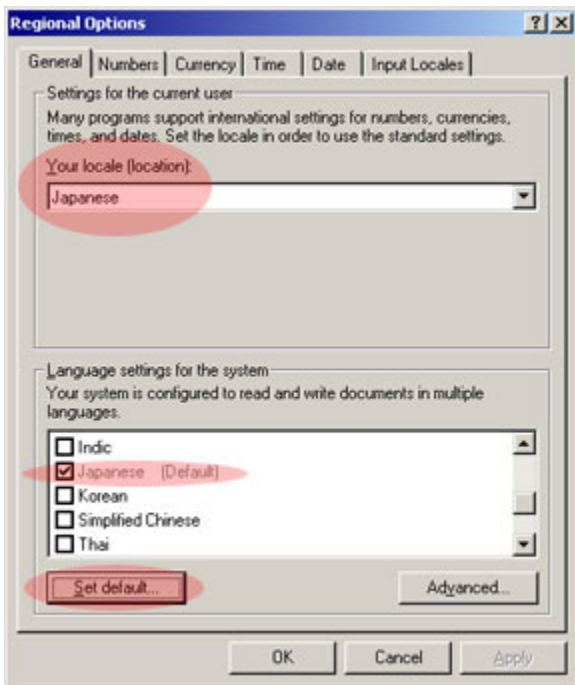 Regional Options
General Numbers Currency Time Date Input Locales
Settings for the current user
Many programs support international settings for numbers, currencies,
times, and dates. Set the locale in order to use the standard settings.
Your locale (location):
Japanese
Language settings for the system
Your system is configured to read and write documents in multiple
languages.
Indic
Japanese (Default)
Korean
Simplified Chinese
Thai
Set default... Advanced...
OK Cancel Apply